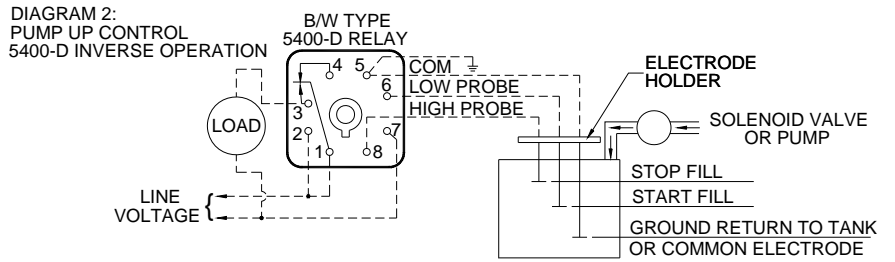 DIAGRAM 2:
PUMP UP CONTROL
5400-D INVERSE OPERATION
B/W TYPE
5400-D RELAY
4 5
COM
6
LOW PROBE
HIGH PROBE
3
2
7
1
8
LOAD
LINE
VOLTAGE {
ELECTRODE
HOLDER
SOLENOID VALVE
OR PUMP
STOP FILL
START FILL
GROUND RETURN TO TANK
OR COMMON ELECTRODE